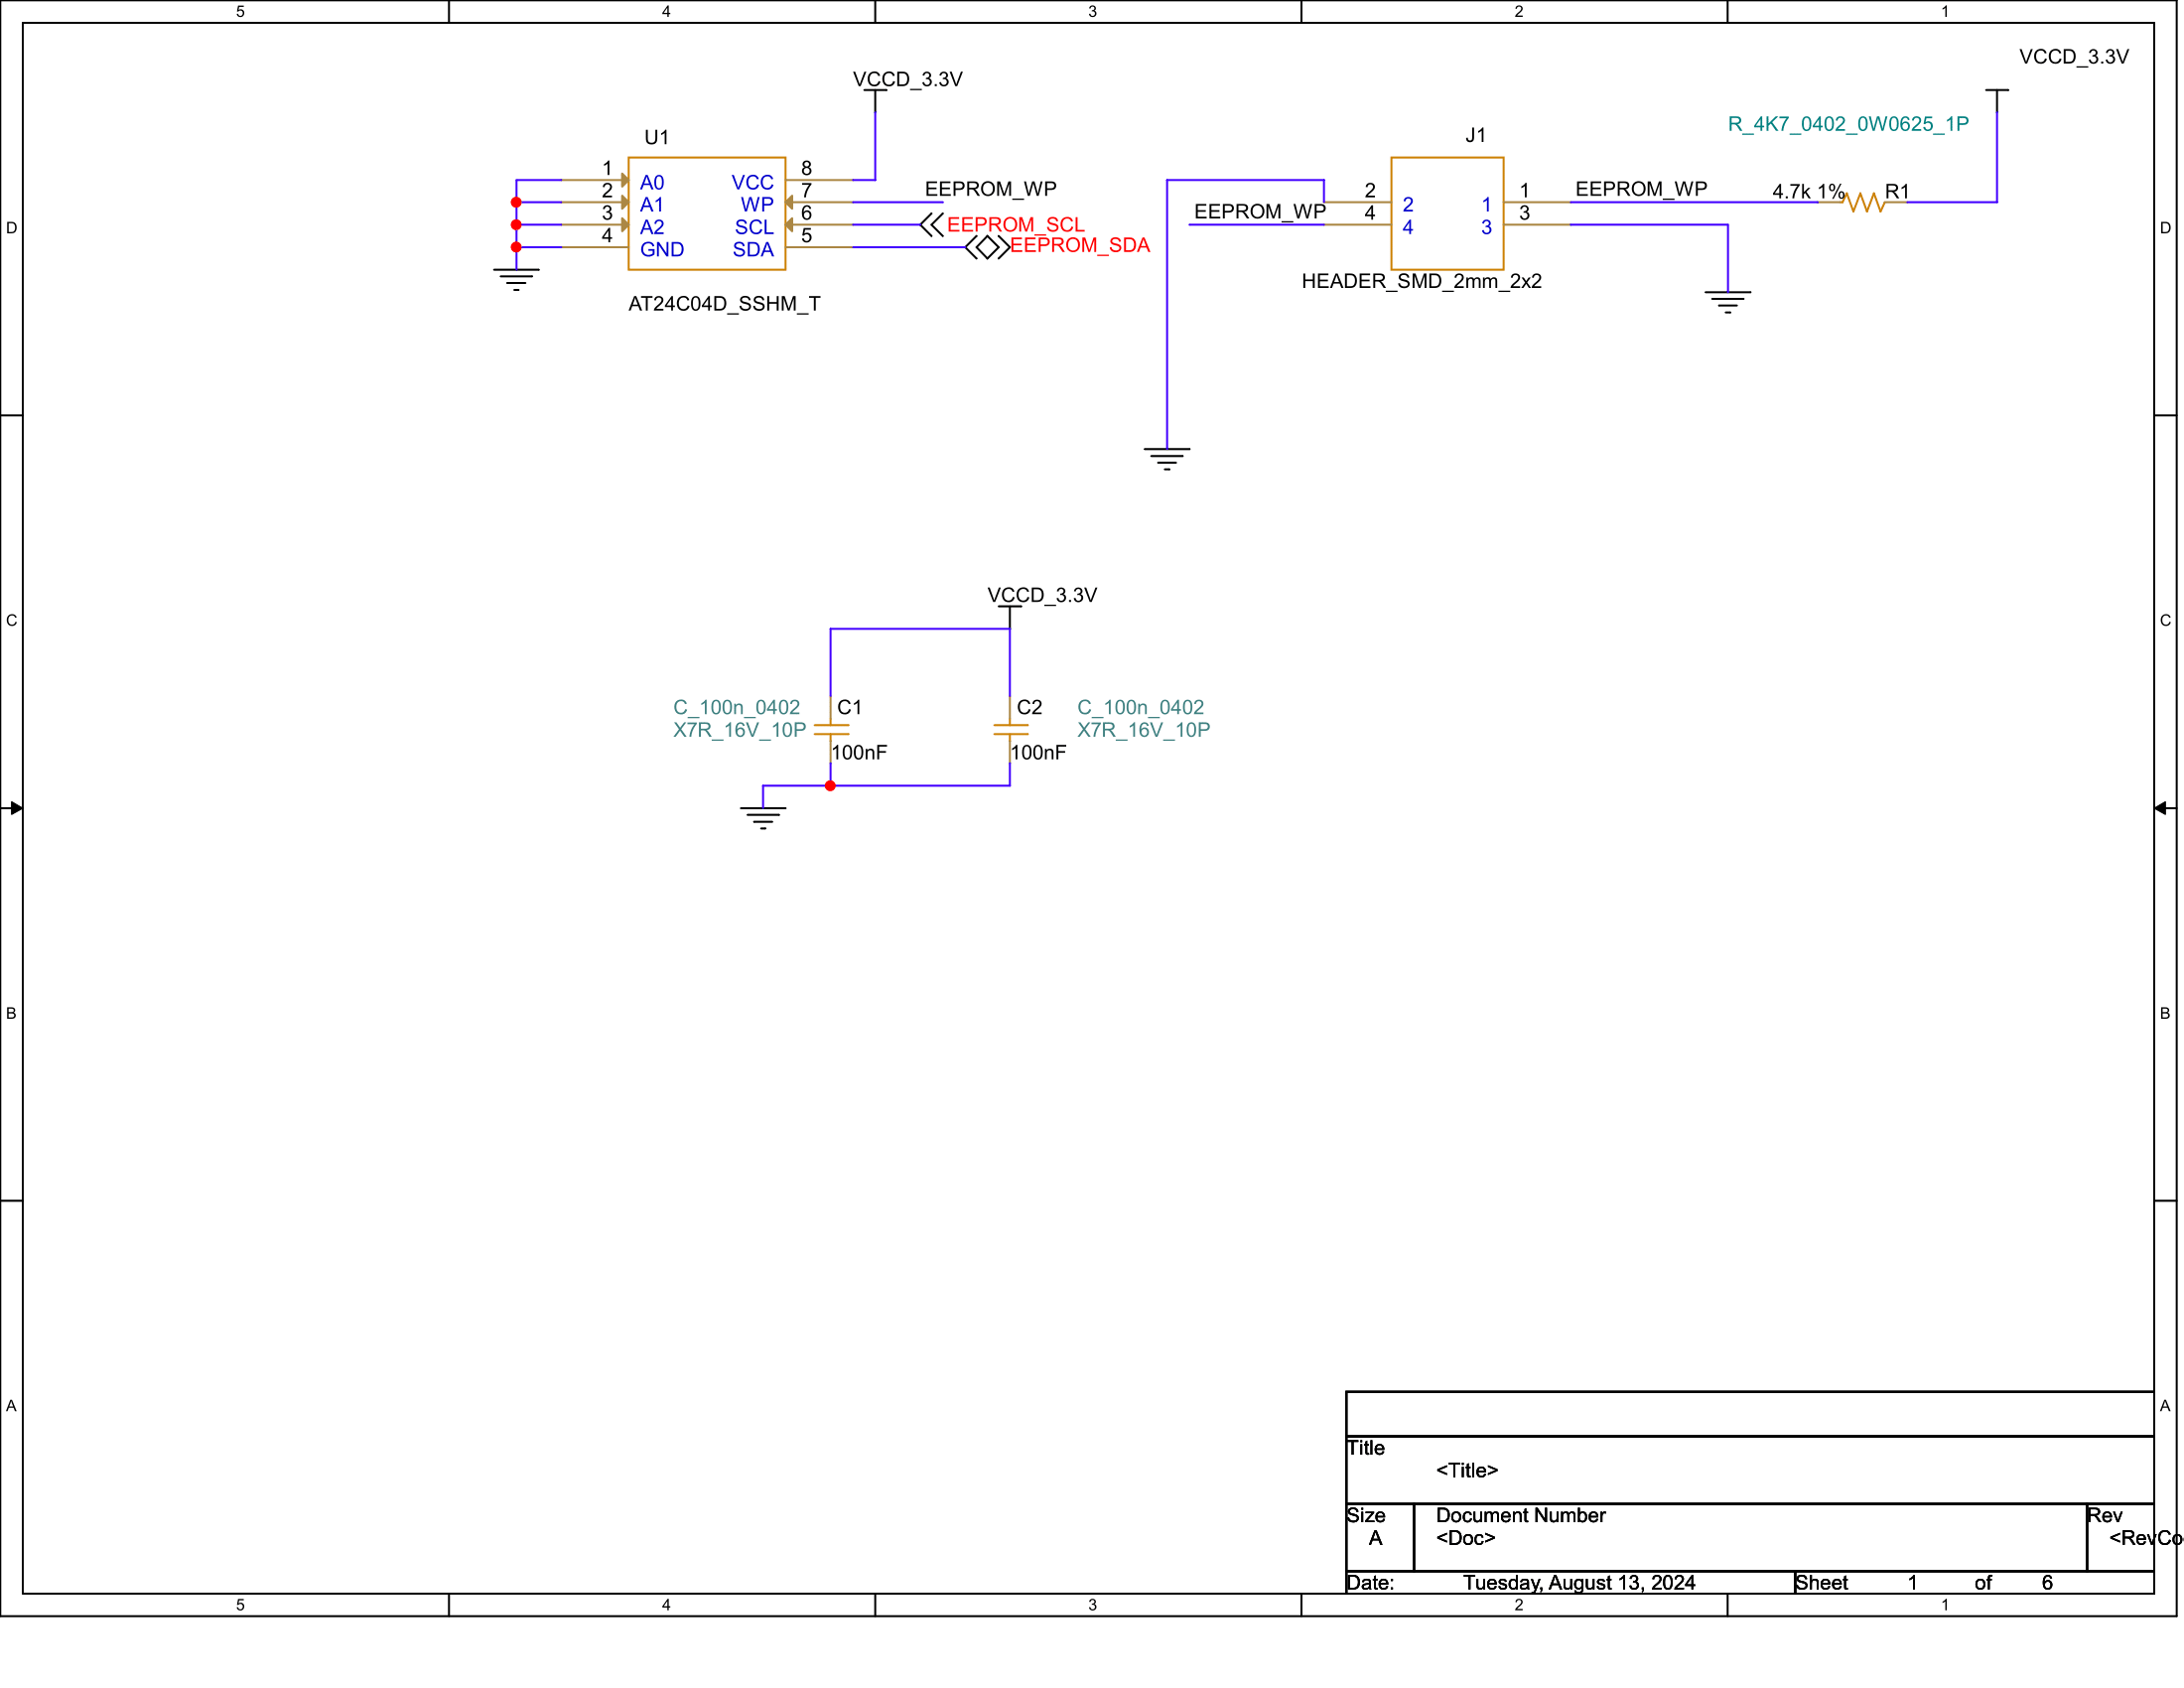 5 4 3 2 1
VCCD_3.3V
VCCD_3.3V
R_4K7_0402_0W0625_1P
U1
J1
1 A0 VCC 8
2 A1 WP 7 EEPROM_WP
3 A2 SCL 6 EEPROM_SCL
4 GND SDA 5 EEPROM_SDA
AT24C04D_SSHM_T
2 2 1 1 EEPROM_WP 4.7k 1% R1
EEPROM_WP 4 4 3 3
HEADER_SMD_2mm_2x2
D D
VCCD_3.3V
C C
C_100n_0402 C1 C2 C_100n_0402
X7R_16V_10P X7R_16V_10P
100nF 100nF
B B
A A
Title
<Title>
Size Document Number Rev
A <Doc> <RevCo
Date: Tuesday, August 13, 2024 Sheet 1 of 6
5 4 3 2 1